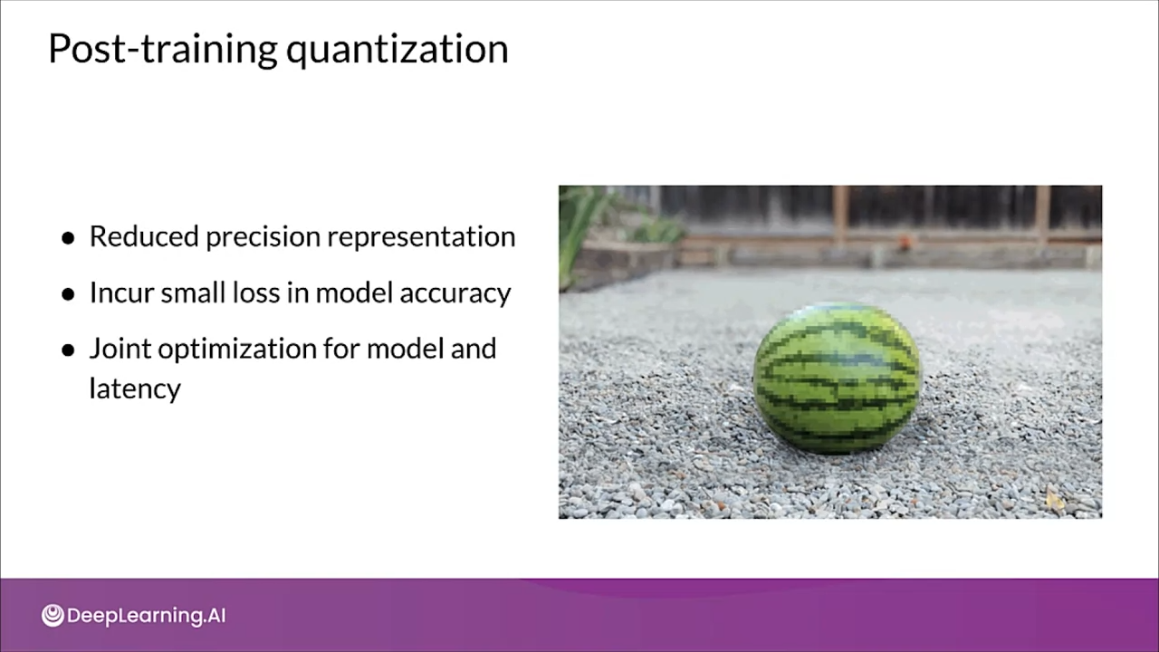 Post-training quantization
● Reduced precision representation
● Incur small loss in model accuracy
● Joint optimization for model and
latency
DeepLearning.AI